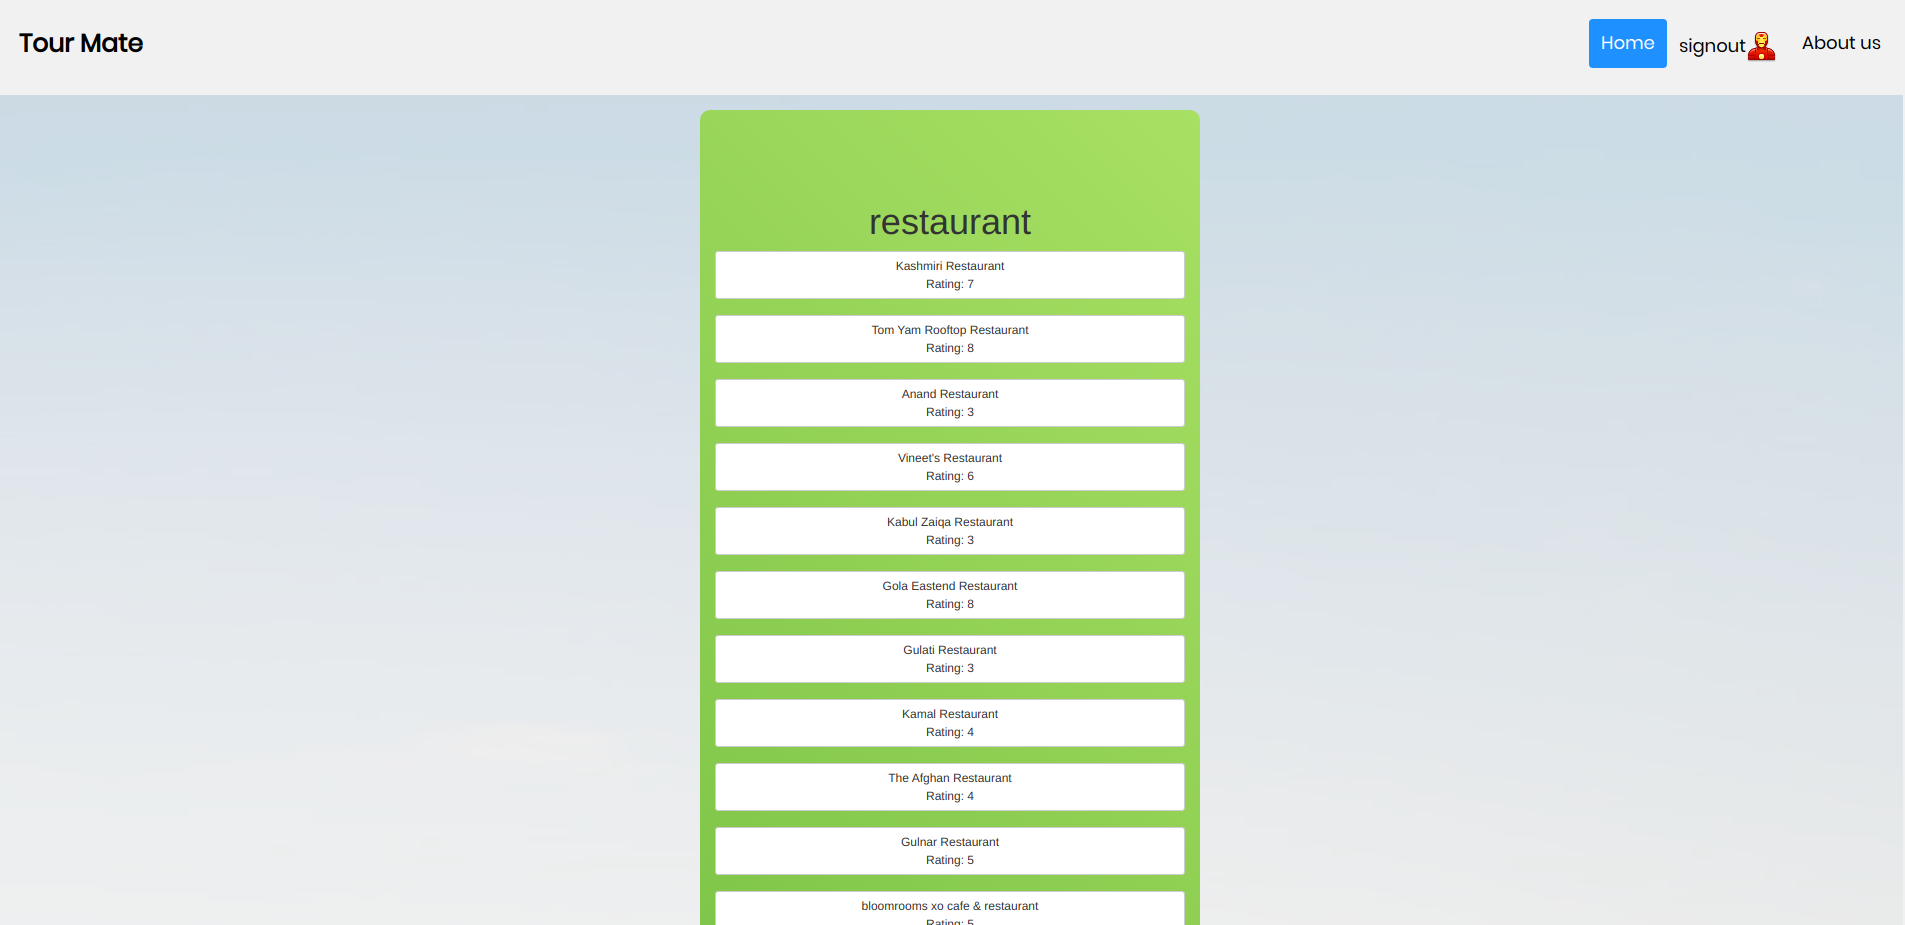 Tour Mate
Home
signout
About us
restaurant
Kashmiri Restaurant
Rating: 7
Tom Yam Rooftop Restaurant
Rating: 8
Anand Restaurant
Rating: 3
Vineet's Restaurant
Rating: 6
Kabul Zaiqa Restaurant
Rating: 3
Gola Eastend Restaurant
Rating: 8
Gulati Restaurant
Rating: 3
Kamal Restaurant
Rating: 4
The Afghan Restaurant
Rating: 4
Gulnar Restaurant
Rating: 5
bloomrooms xo cafe & restaurant
Rating: 5